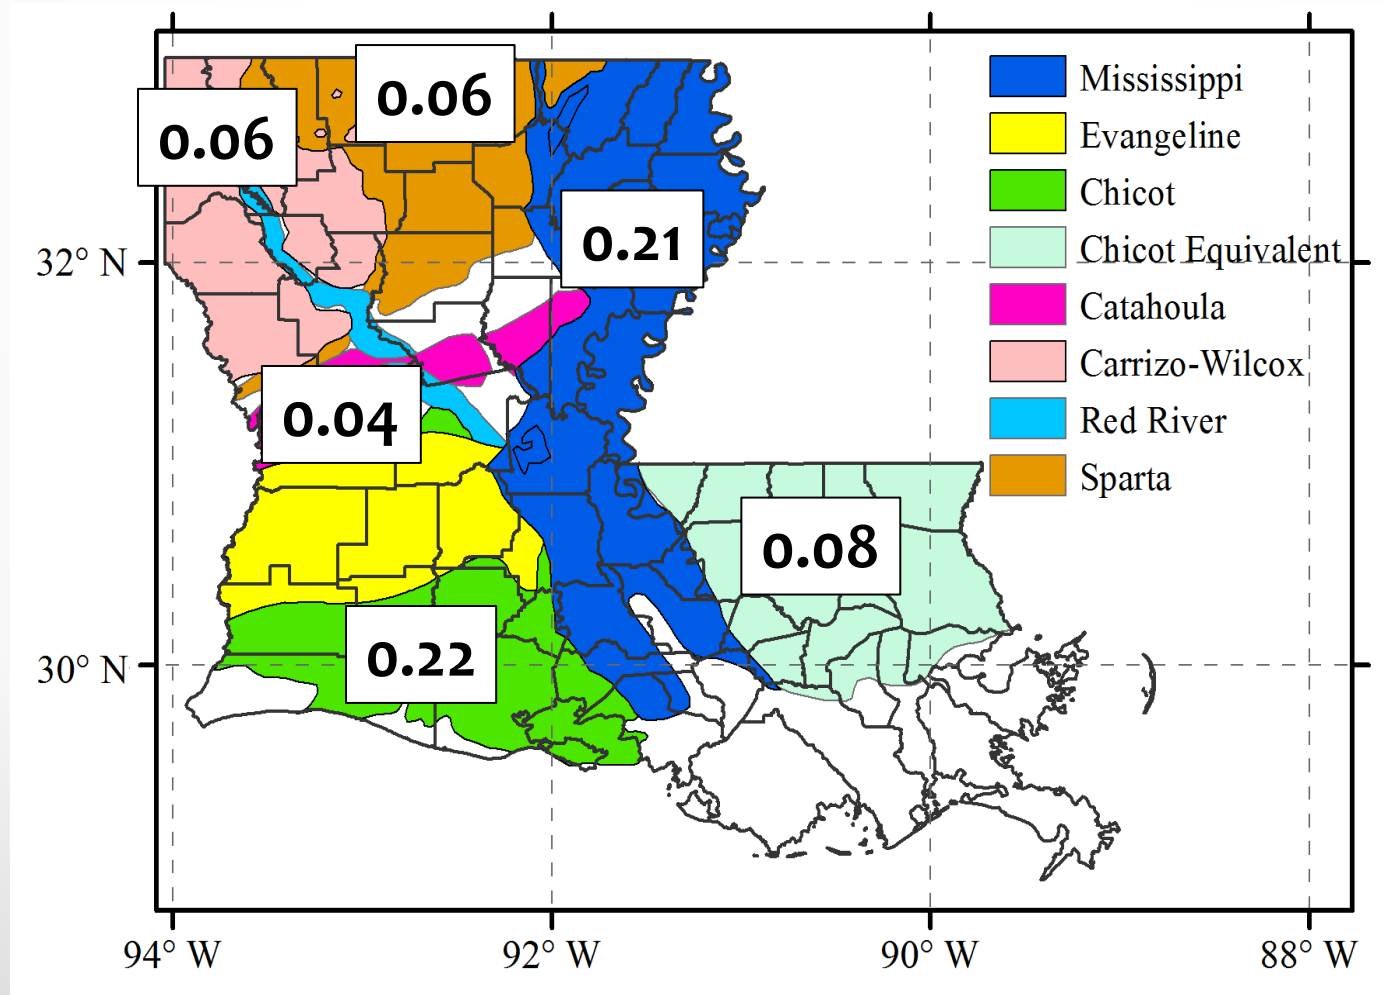 0.06
0.06
0.21
0.04
0.08
0.22
Mississippi
Evangeline
Chicot
Chicot Equivalent
Catahoula
Carrizo-Wilcox
Red River
Sparta
32° N
30° N
94° W
92° W
90° W
88° W